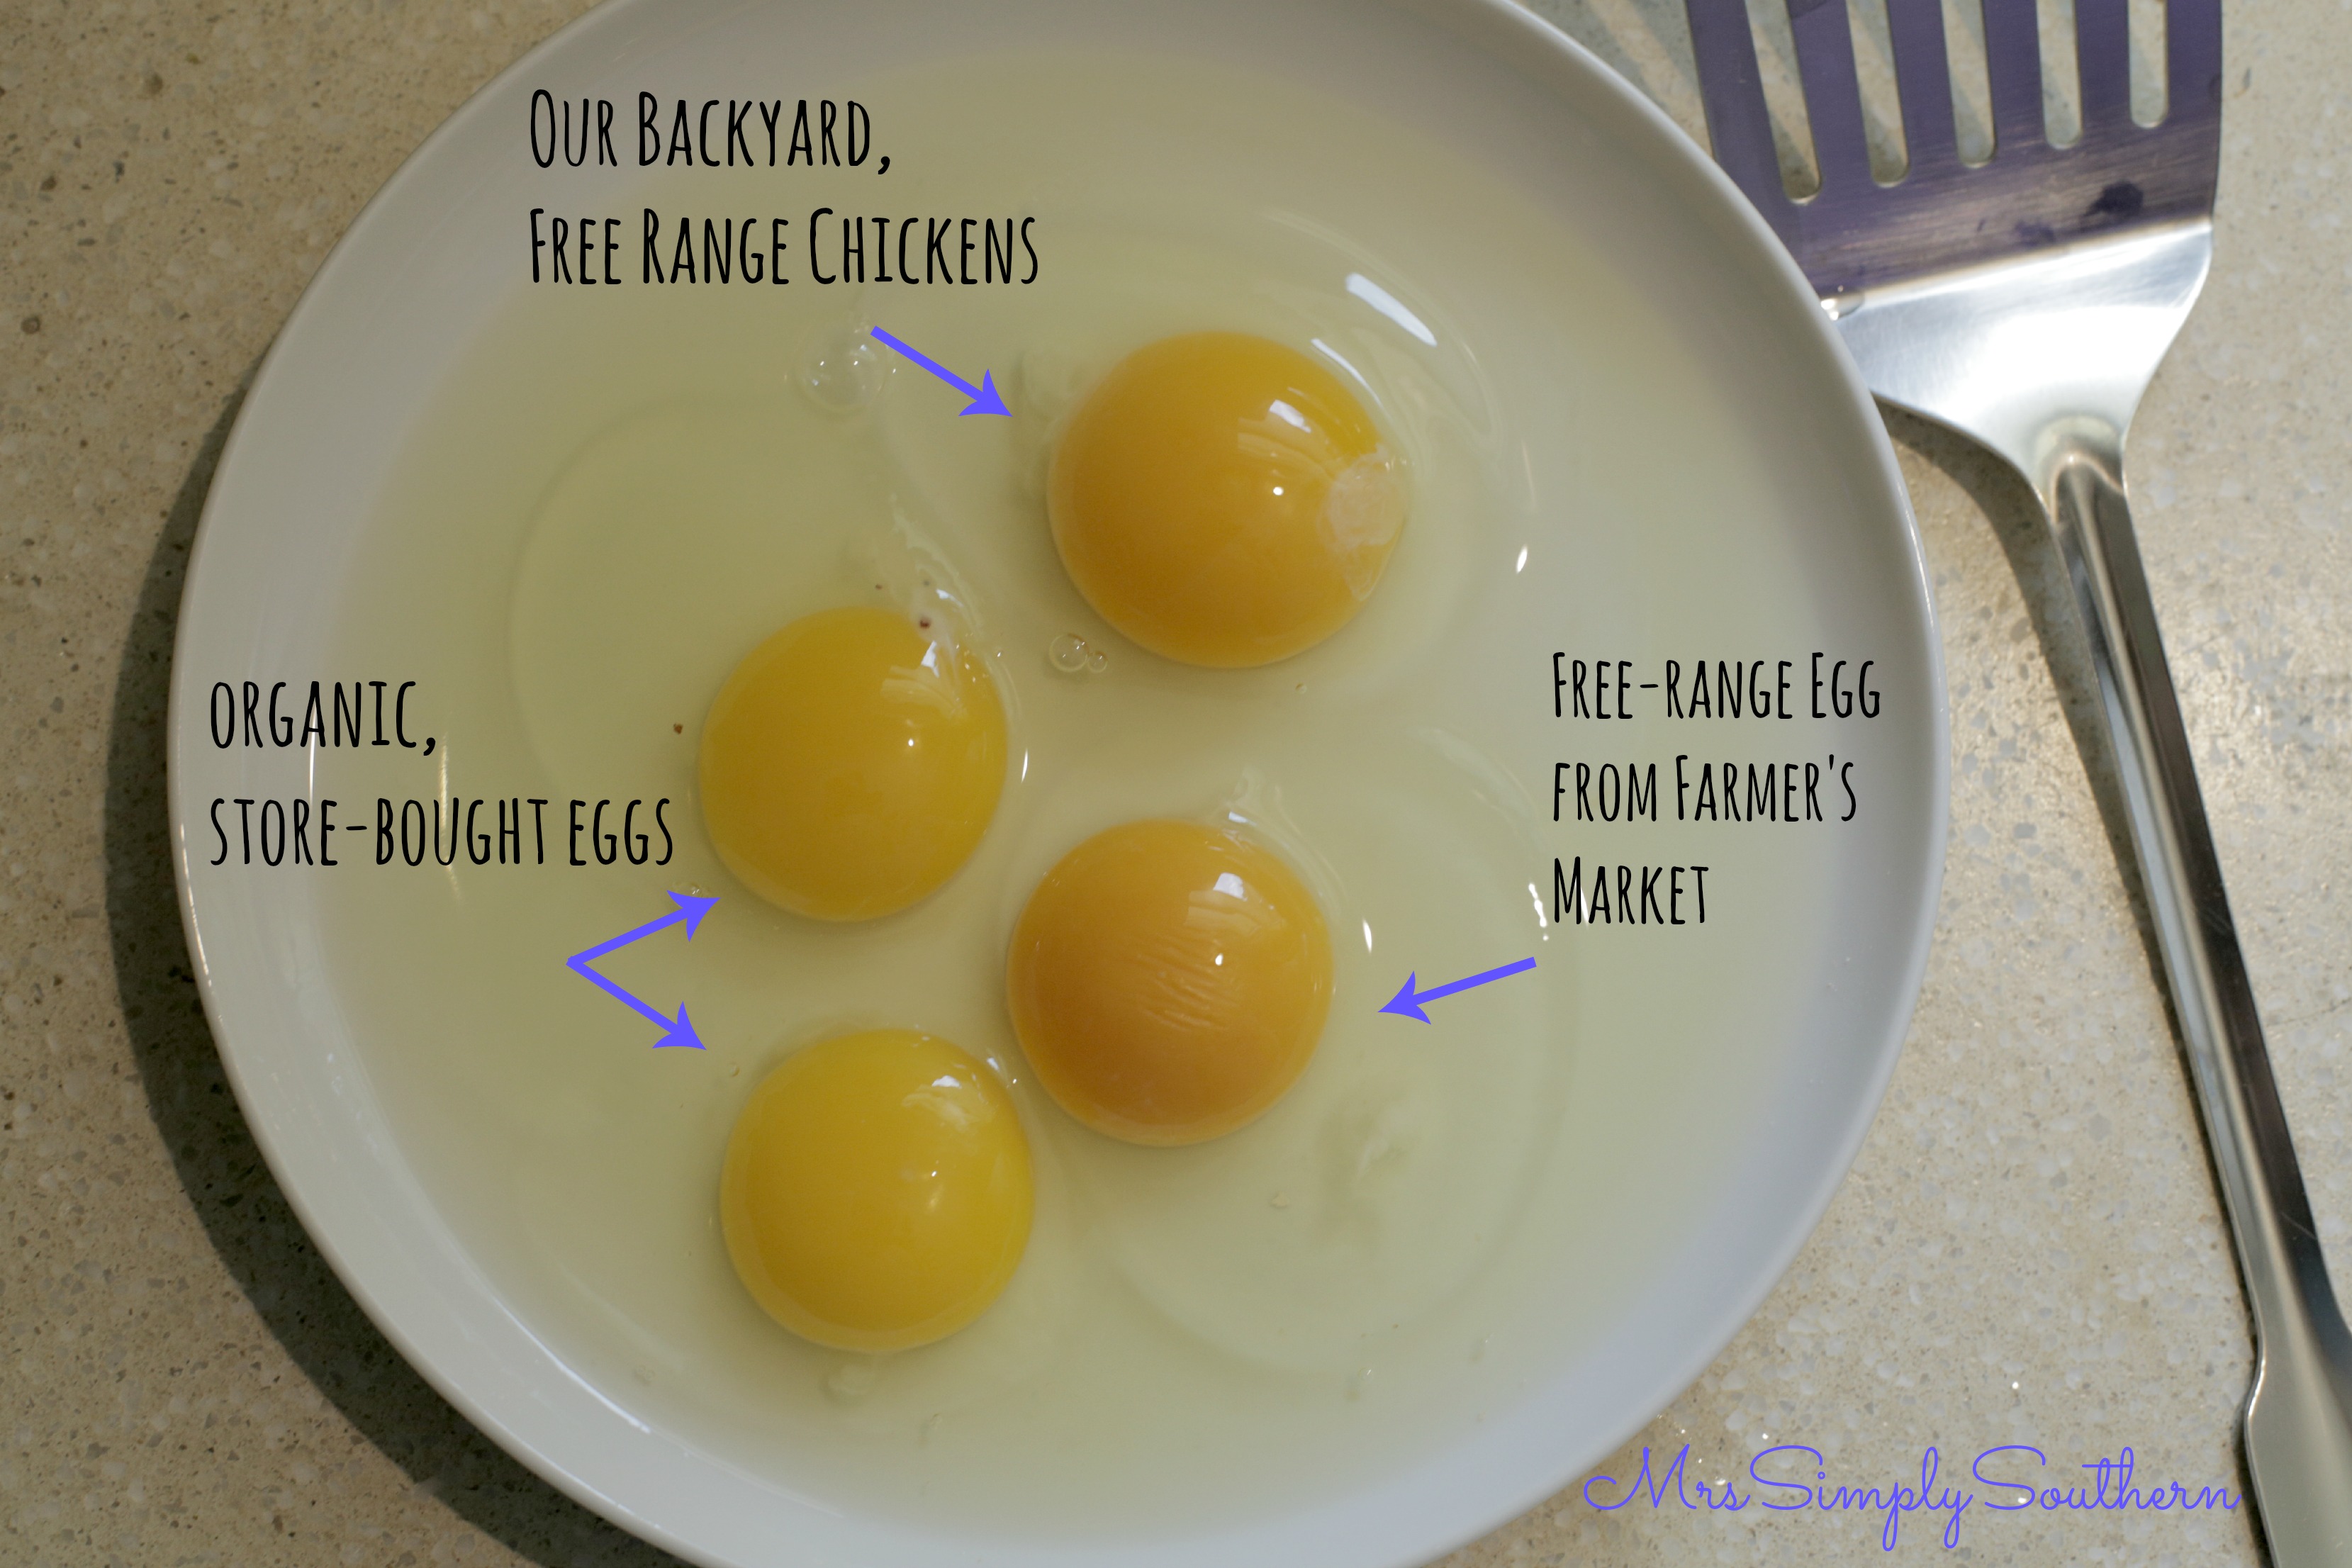 Our Backyard,
Free Range Chickens
organic,
store-bought eggs
Free-range Egg
from Farmer's
Market
Mrs Simply Southern